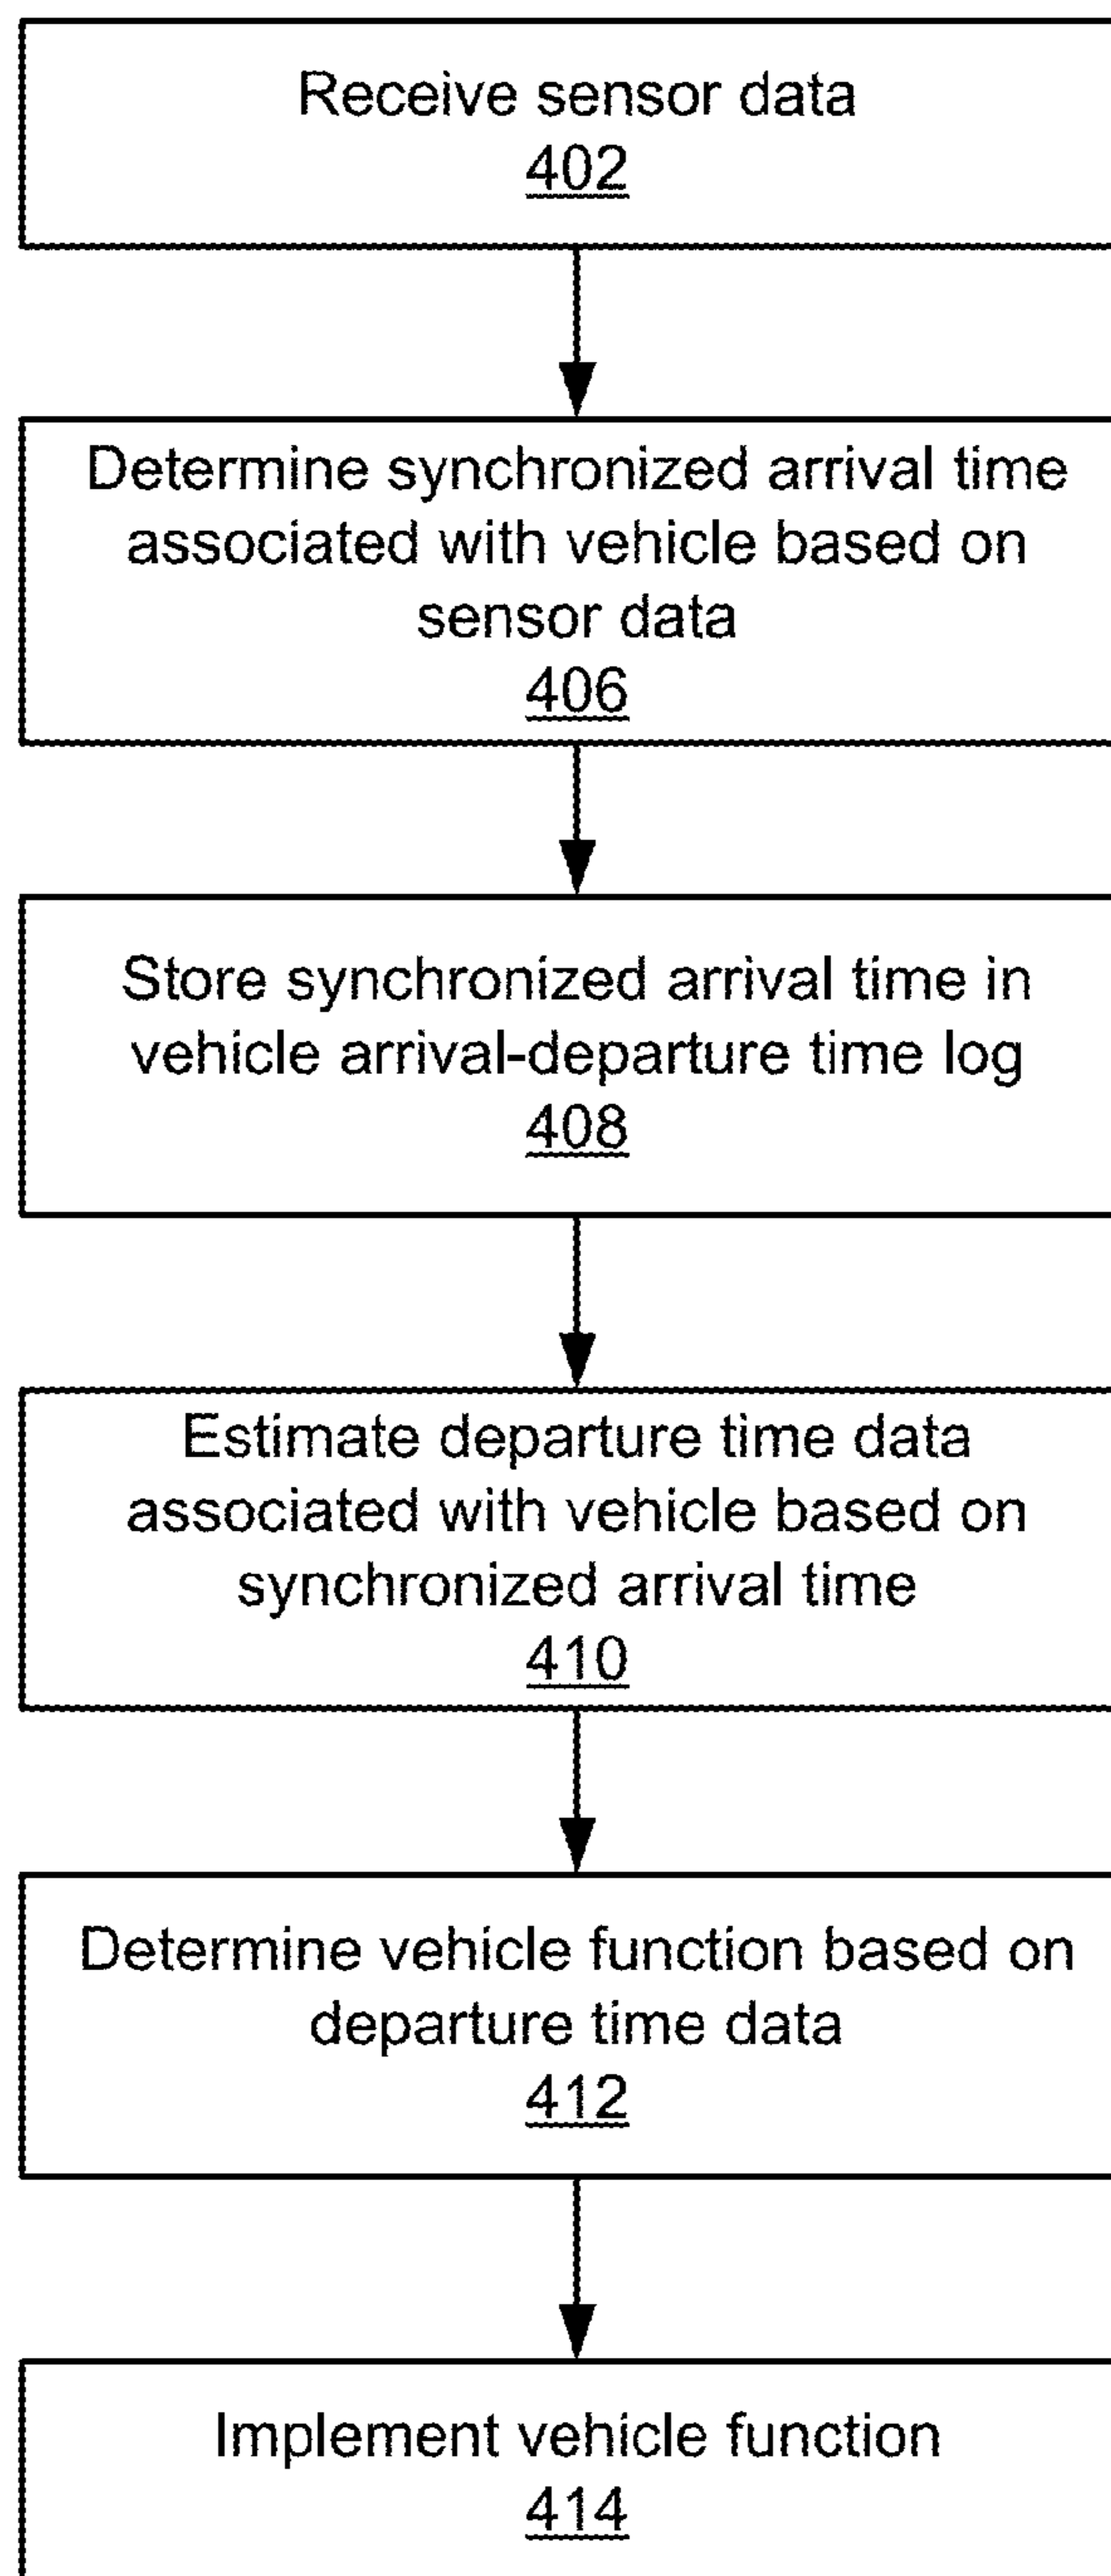 Receive sensor data
402
Determine synchronized arrival time
associated with vehicle based on
sensor data
406
Store synchronized arrival time in
vehicle arrival-departure time log
408
Estimate departure time data
associated with vehicle based on
synchronized arrival time
410
Determine vehicle function based on
departure time data
412
Implement vehicle function
414